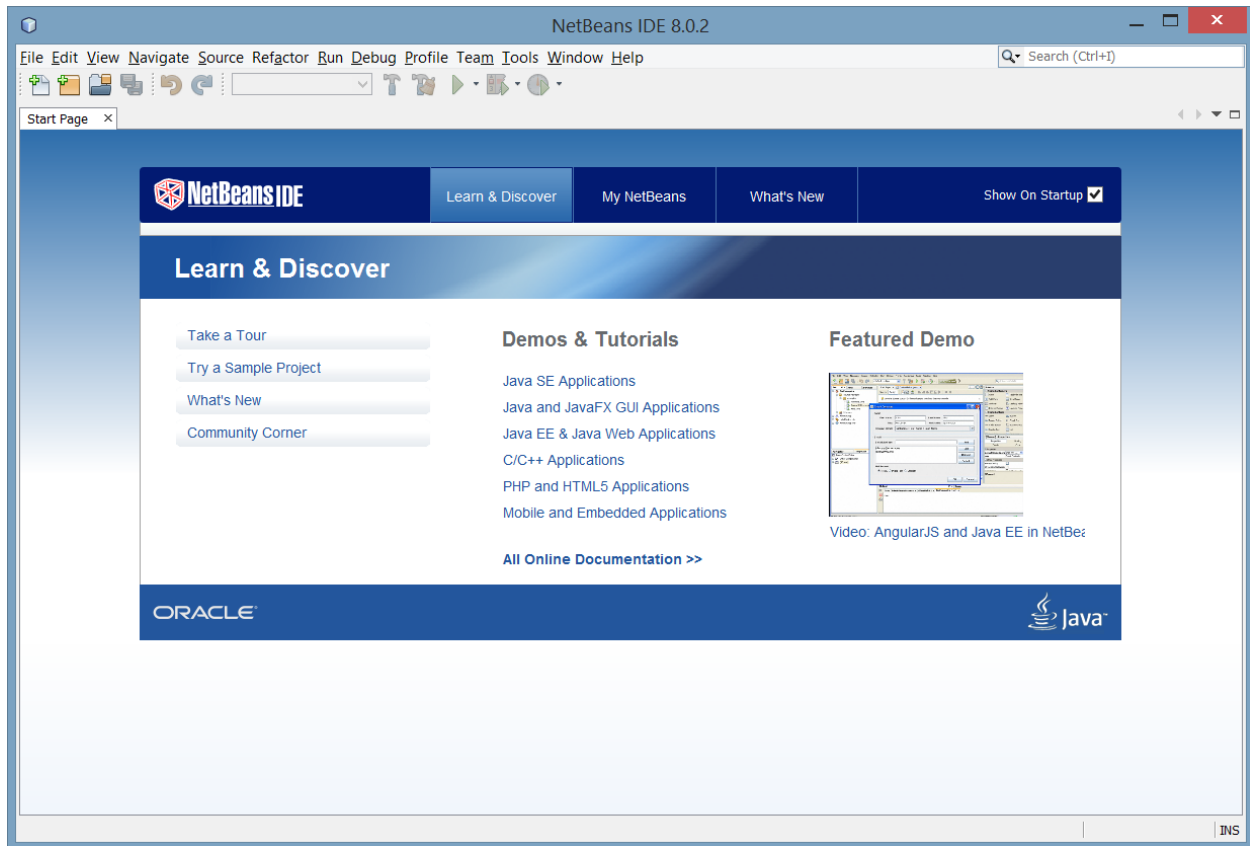 NetBeans IDE 8.0.2
File Edit View Navigate Source Refactor Run Debug Profile Team Tools Window Help
Search (Ctrl+I)
Start Page
NetBeans IDE
Learn & Discover
My NetBeans
What's New
Show On Startup
Learn & Discover
Take a Tour
Try a Sample Project
What's New
Community Corner
Demos & Tutorials
Java SE Applications
Java and JavaFX GUI Applications
Java EE & Java Web Applications
C/C++ Applications
PHP and HTML5 Applications
Mobile and Embedded Applications
All Online Documentation >>
Featured Demo
Video: AngularJS and Java EE in NetBea
ORACLE
Java
INS